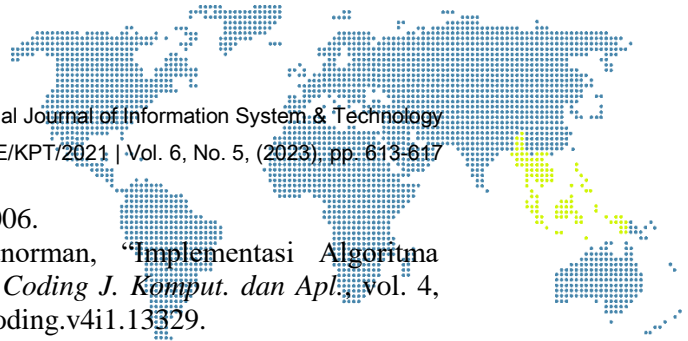 al Journal of Information System & Technology
E/KPT/2021 | Vol. 6, No. 5, (2023), pp. 613-617
006.
norman, “Implementasi Algoritma
Coding J. Komput. dan Apl., vol. 4,
oding.v4i1.13329.